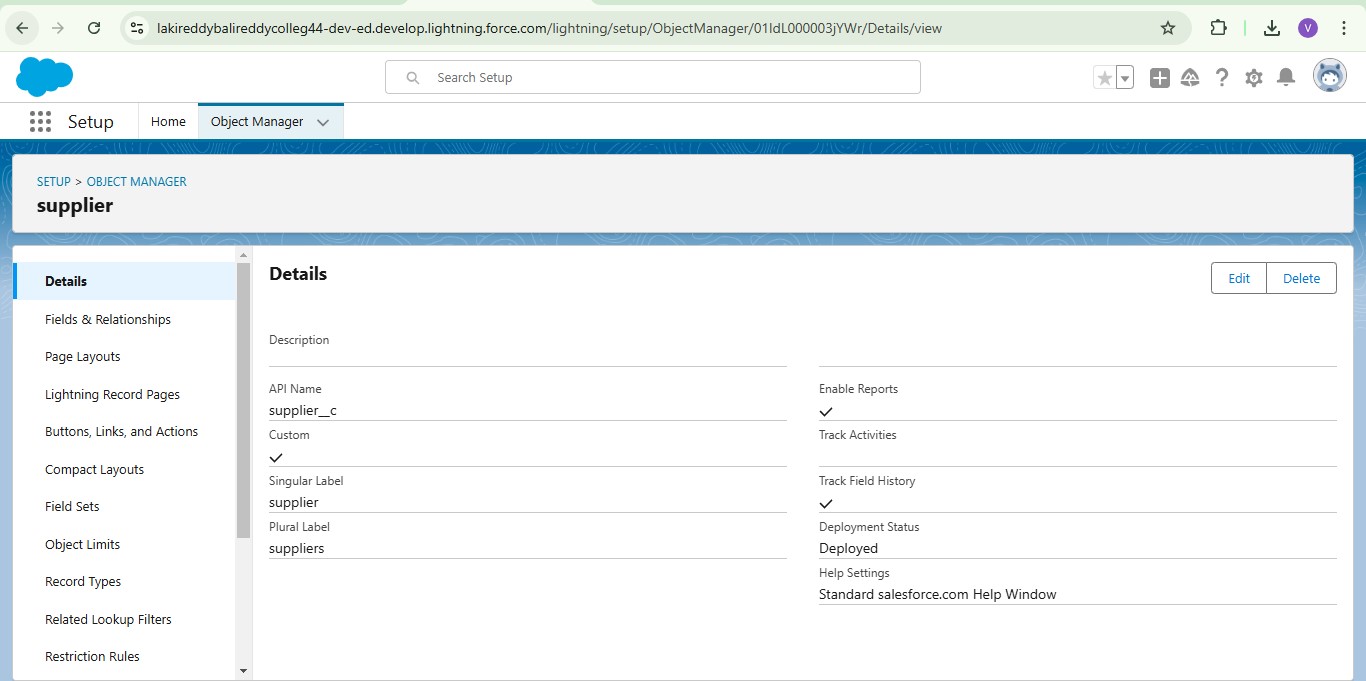 lakireddybalireddycolleg44-dev-ed.develop.lightning.force.com/lightning/setup/ObjectManager/01IdL000003jYWr/Details/view
V
Search Setup
Setup
Home
Object Manager
SETUP > OBJECT MANAGER
supplier
Details
Fields & Relationships
Page Layouts
Lightning Record Pages
Buttons, Links, and Actions
Compact Layouts
Field Sets
Object Limits
Record Types
Related Lookup Filters
Restriction Rules
Details
Edit
Delete
Description
API Name
supplier__c
Custom
Singular Label
supplier
Plural Label
suppliers
Enable Reports
Track Activities
Track Field History
Deployment Status
Deployed
Help Settings
Standard salesforce.com Help Window